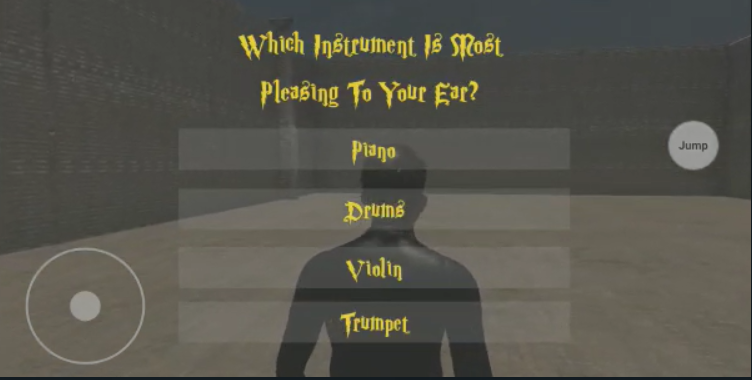 Which Instrument Is Most
Pleasing To Your Ear?
Piano
Jump
Drums
Violin
Trumpet